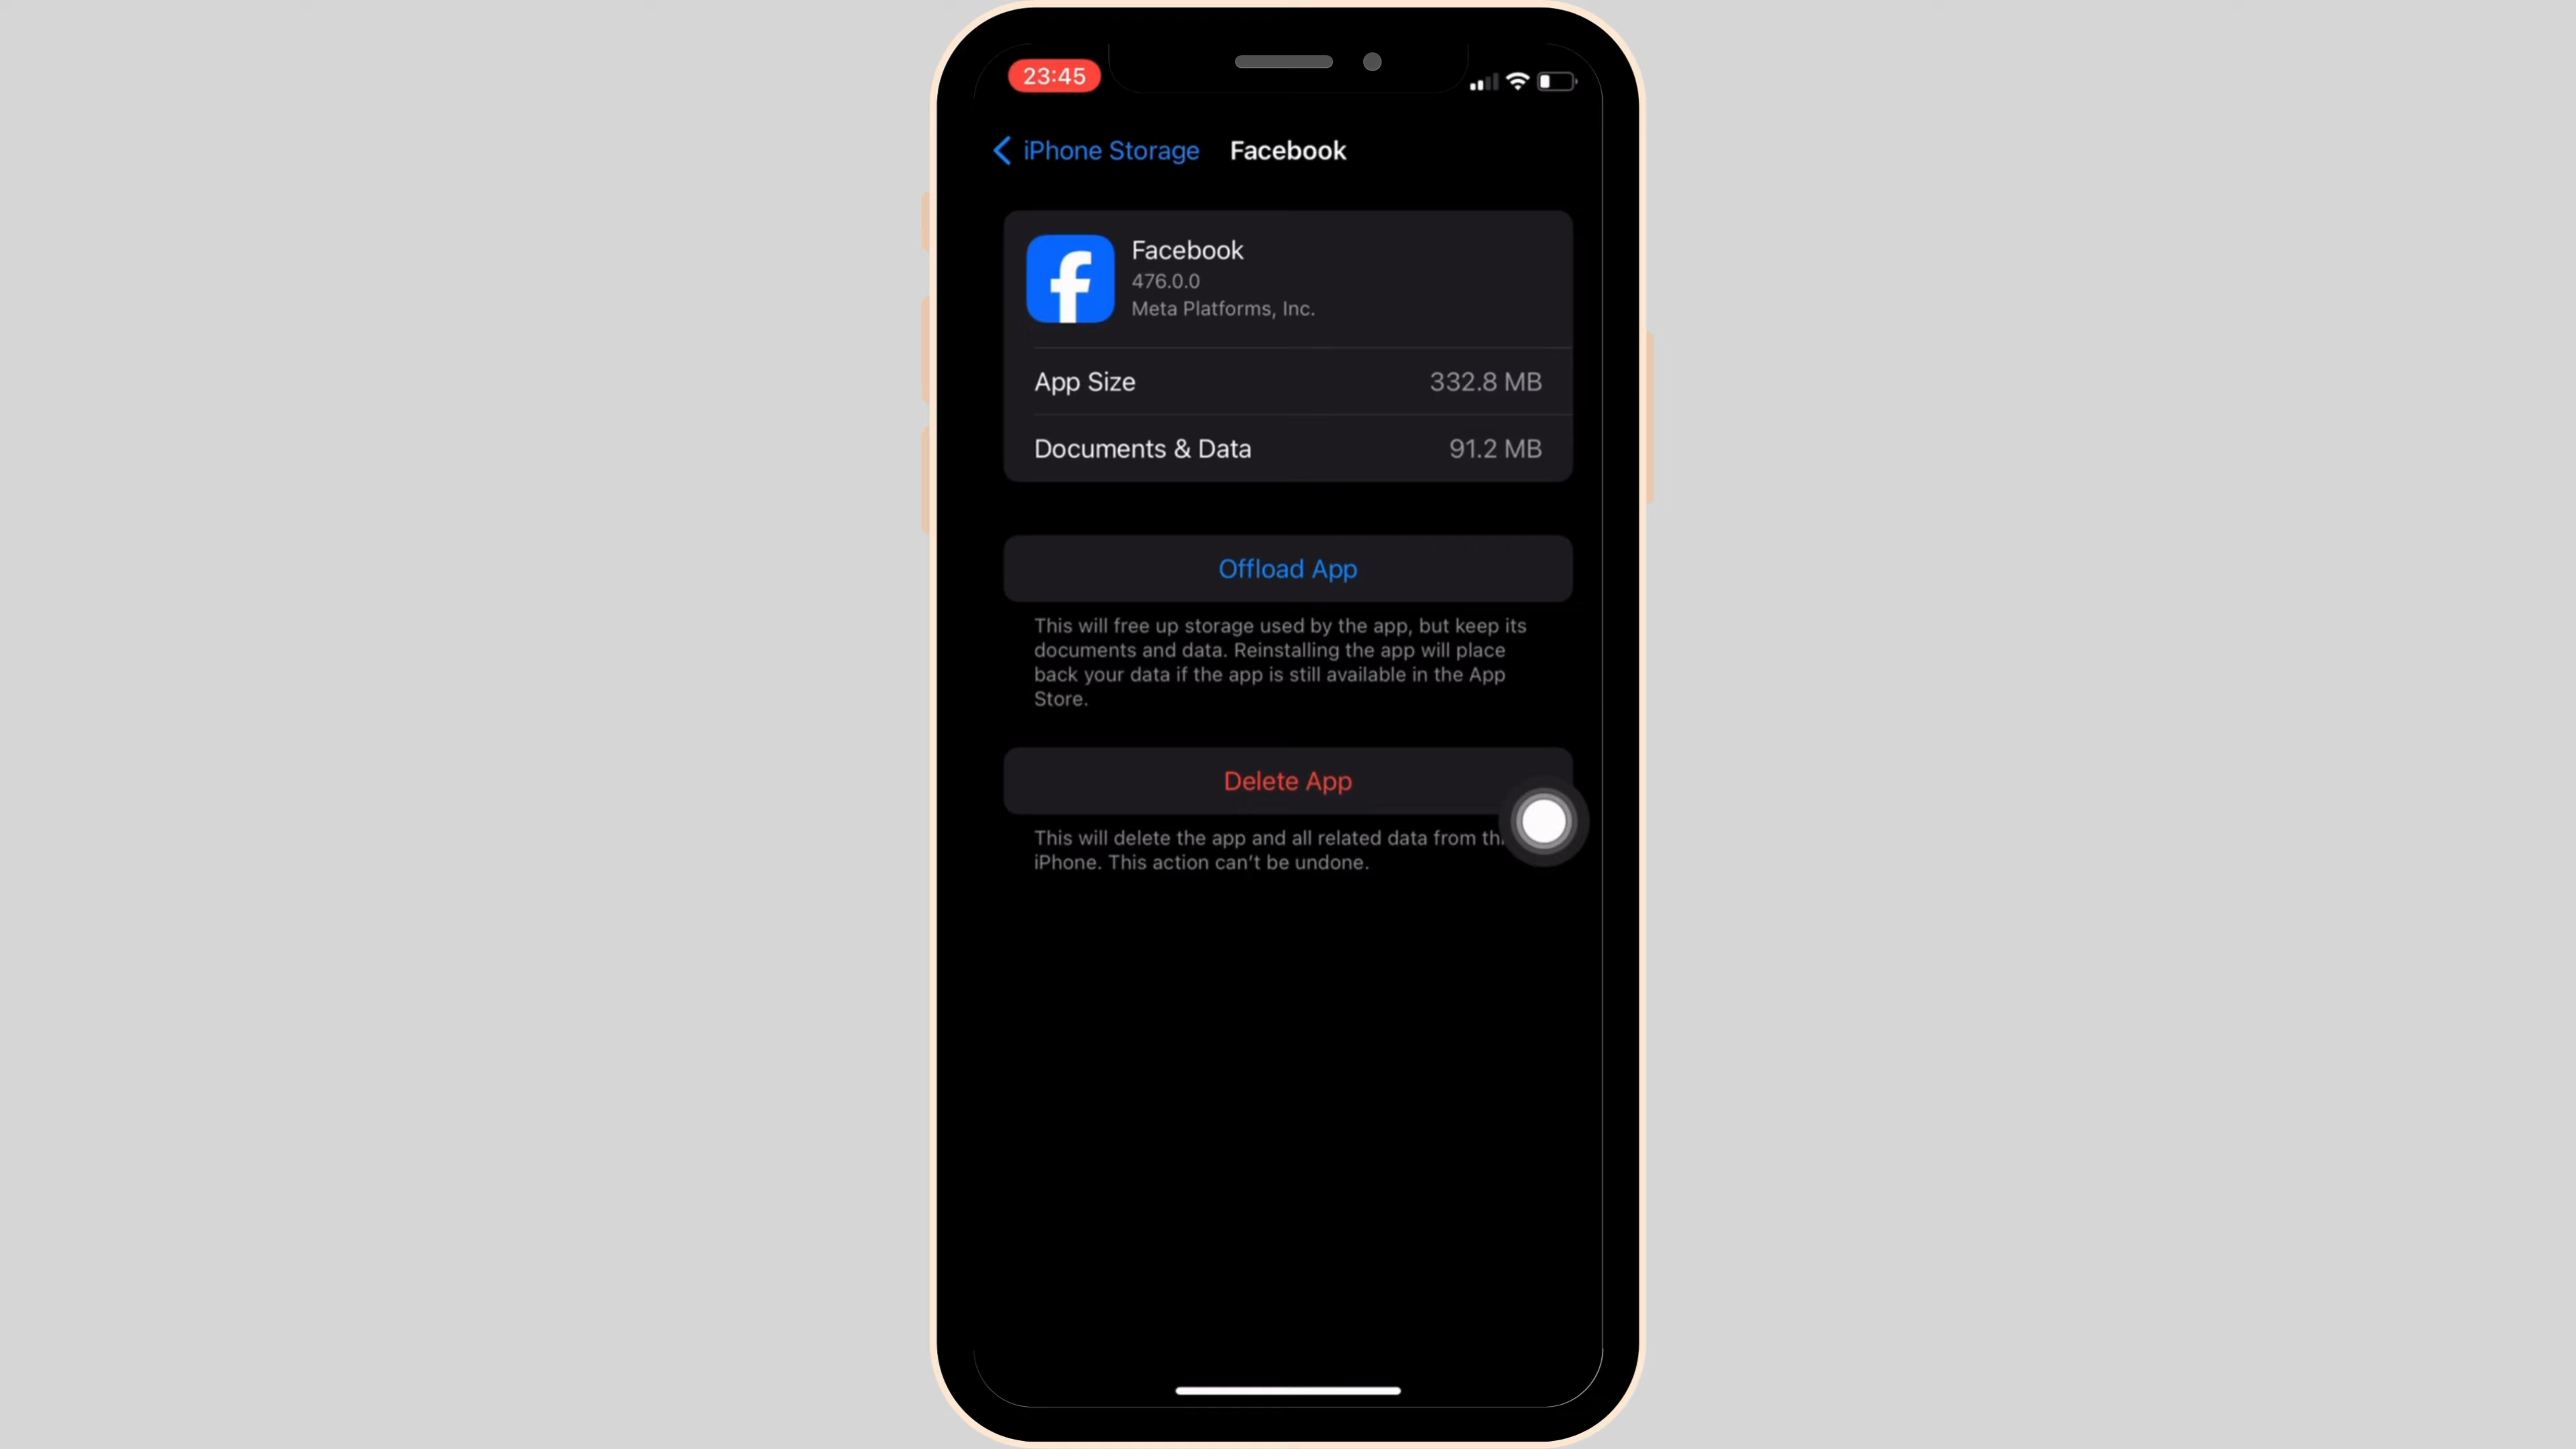 23:45
iPhone Storage Facebook
Facebook
476.0.0
Meta Platforms, Inc.
App Size 332.8 MB
Documents & Data 91.2 MB
Offload App
This will free up storage used by the app, but keep its
documents and data. Reinstalling the app will place
back your data if the app is still available in the App
Store.
Delete App
This will delete the app and all related data from
iPhone. This action can't be undone.